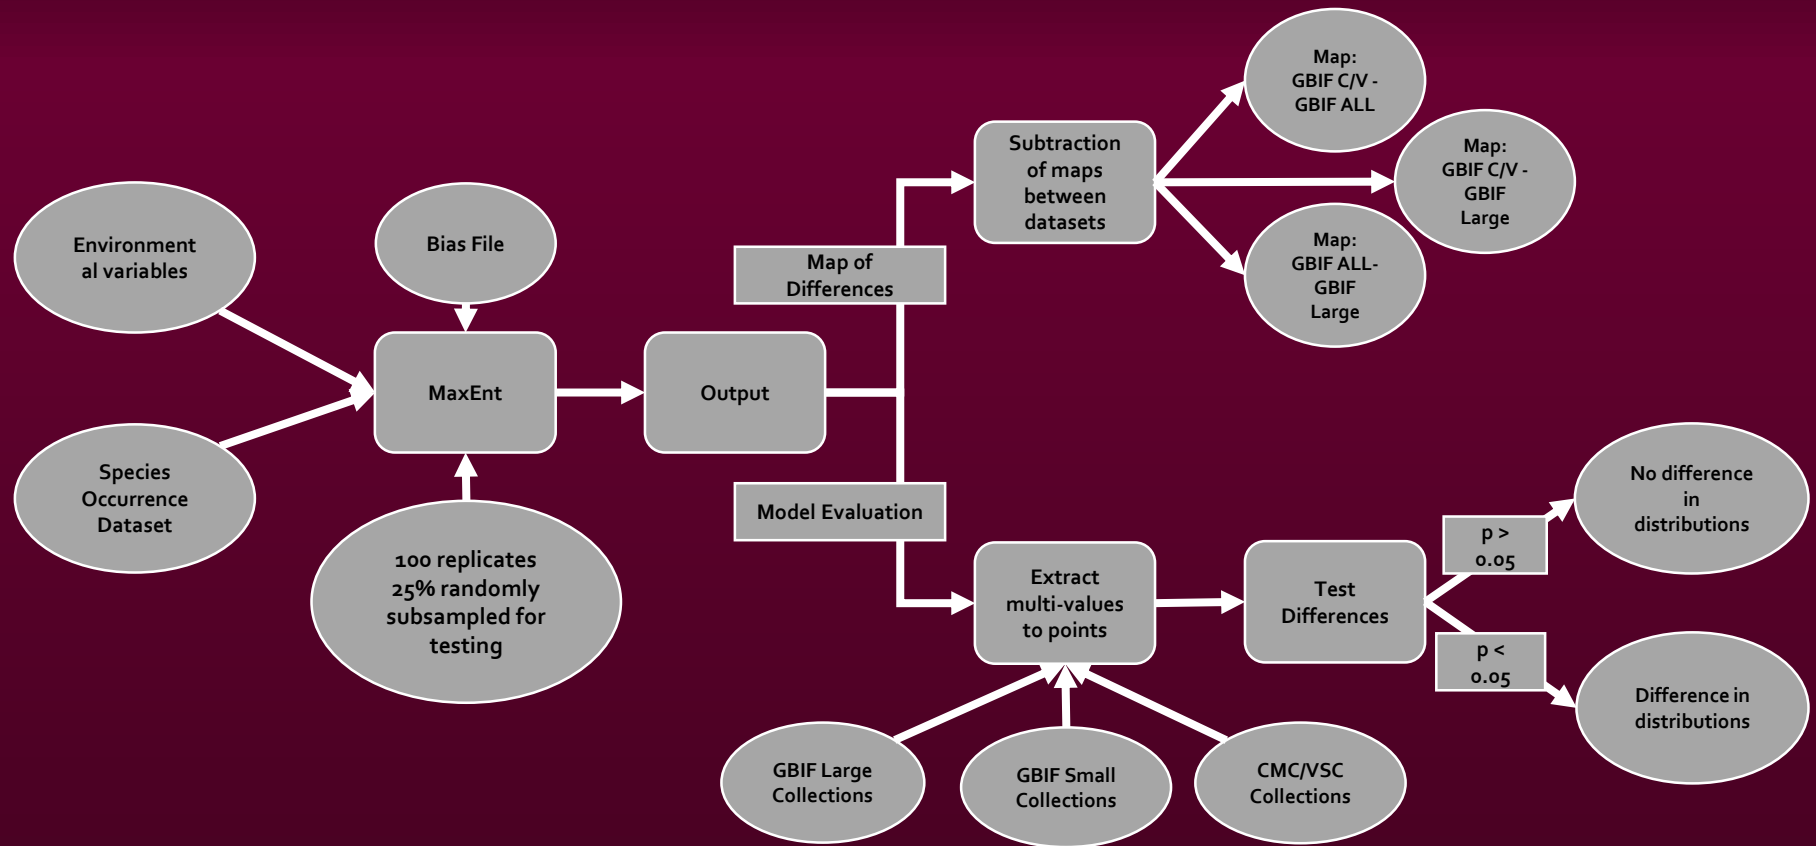 Environment
al variables
Species
Occurrence
Dataset
Bias File
MaxEnt
100 replicates
25% randomly
subsampled for
testing
Output
Map of
Differences
Model Evaluation
Subtraction
of maps
between
datasets
Map:
GBIF C/V -
GBIF ALL
Map:
GBIF C/V -
GBIF
Large
Map:
GBIF ALL-
GBIF
Large
Extract
multi-values
to points
GBIF Large
Collections
GBIF Small
Collections
CMC/VSC
Collections
Test
Differences
p >
0.05
p <
0.05
No difference
in
distributions
Difference in
distributions